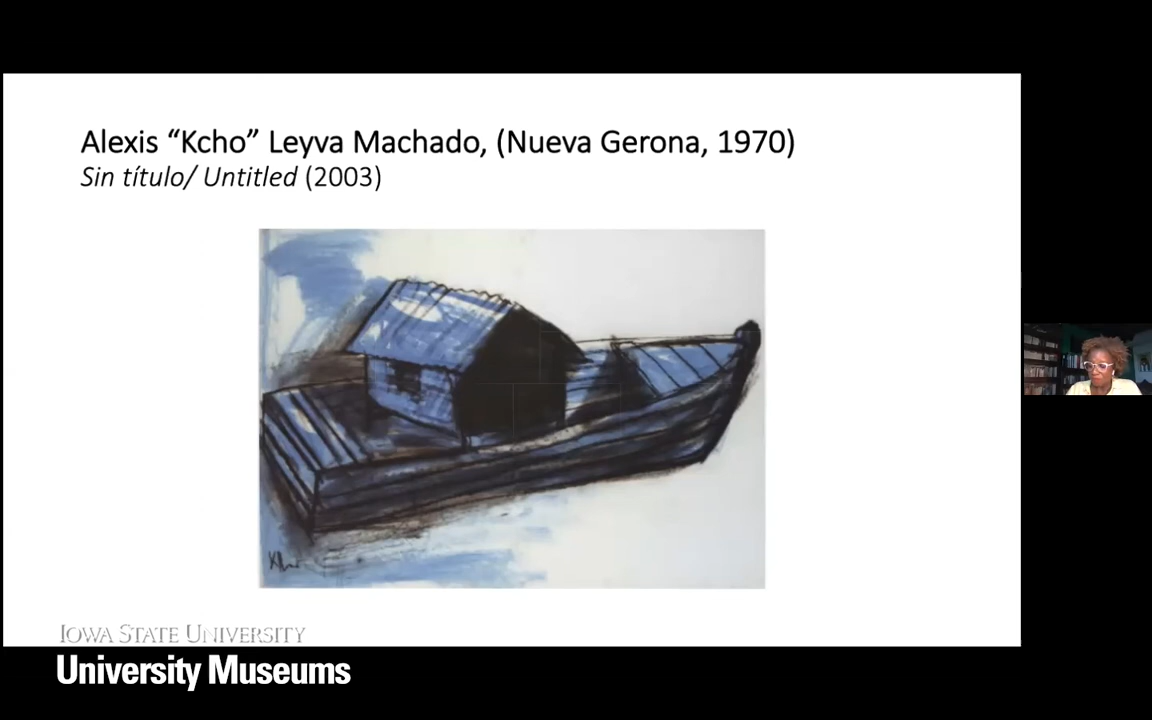 Alexis “Kcho” Leyva Machado, (Nueva Gerona, 1970)
Sin título/ Untitled (2003)
IOWA STATE UNIVERSITY
University Museums